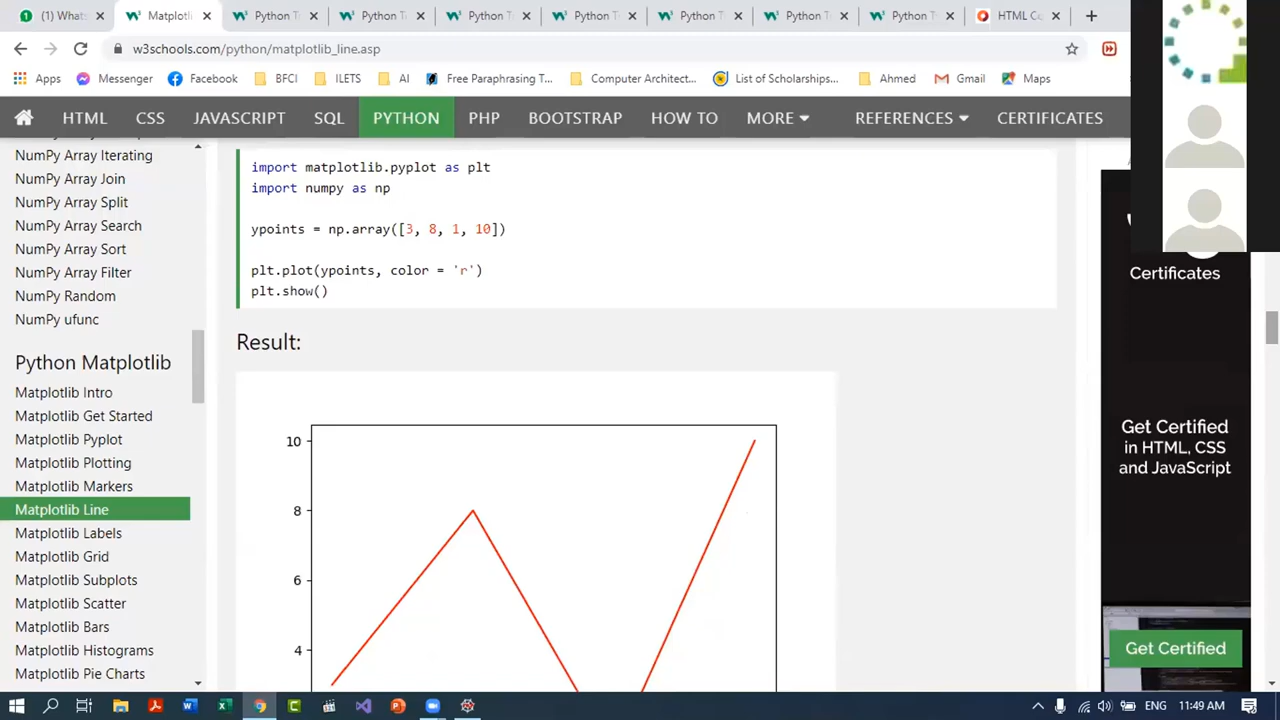 (1) Whats
Matplotli
Python T
Python T
Python T
Python T
Python T
Python T
Python T
HTML Co
w3schools.com/python/matplotlib_line.asp
Apps
Messenger
Facebook
BFCI
ILETS
AI
Free Paraphrasing T...
Computer Architect...
List of Scholarships...
Ahmed
Gmail
Maps
HTML
CSS
JAVASCRIPT
SQL
PYTHON
PHP
BOOTSTRAP
HOW TO
MORE
REFERENCES
CERTIFICATES
NumPy Array Iterating
NumPy Array Join
NumPy Array Split
NumPy Array Search
NumPy Array Sort
NumPy Array Filter
NumPy Random
NumPy ufunc
Python Matplotlib
Matplotlib Intro
Matplotlib Get Started
Matplotlib Pyplot
Matplotlib Plotting
Matplotlib Markers
Matplotlib Line
Matplotlib Labels
Matplotlib Grid
Matplotlib Subplots
Matplotlib Scatter
Matplotlib Bars
Matplotlib Histograms
Matplotlib Pie Charts
import matplotlib.pyplot as plt
import numpy as np
ypoints = np.array([3, 8, 1, 10])
plt.plot(ypoints, color = 'r')
plt.show()
Result:
10
8
6
4
Certificates
Get Certified
in HTML, CSS
and JavaScript
Get Certified
ENG
11:49 AM